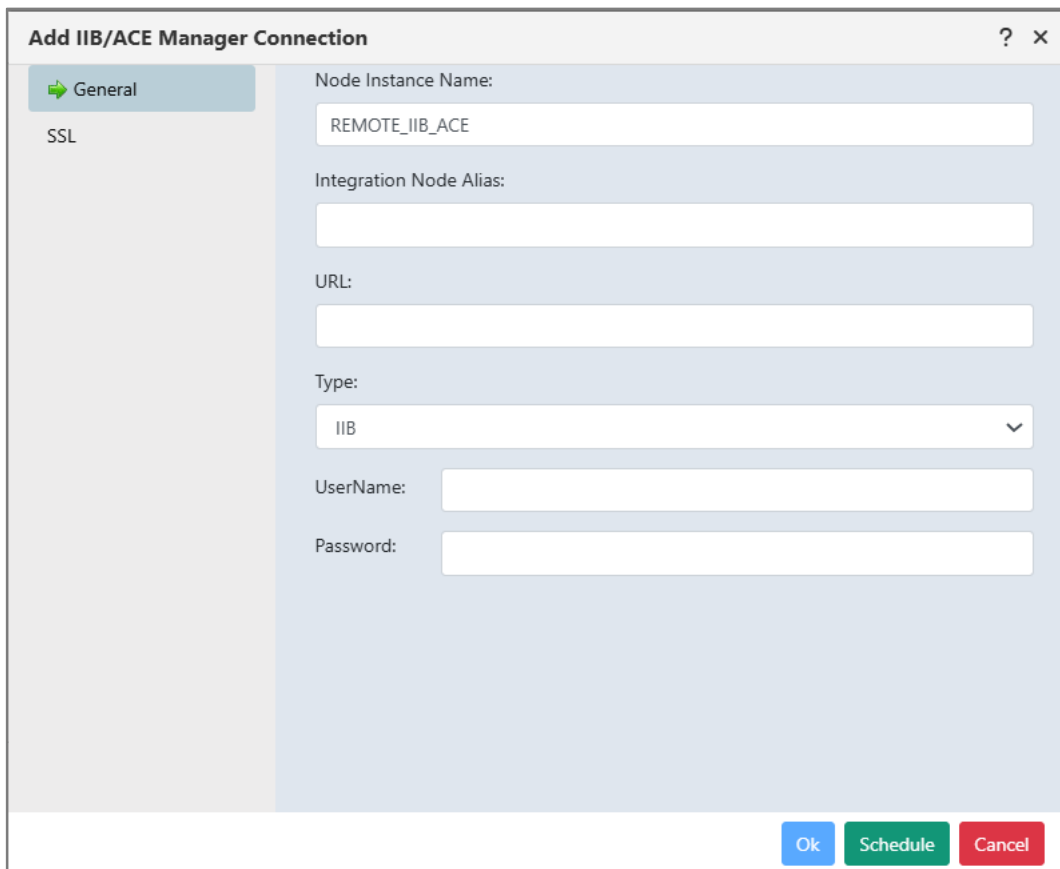 Add IIB/ACE Manager Connection ? ×
General
SSL
Node Instance Name:
REMOTE_IIB_ACE
Integration Node Alias:
URL:
Type:
IIB
UserName:
Password:
Ok Schedule Cancel